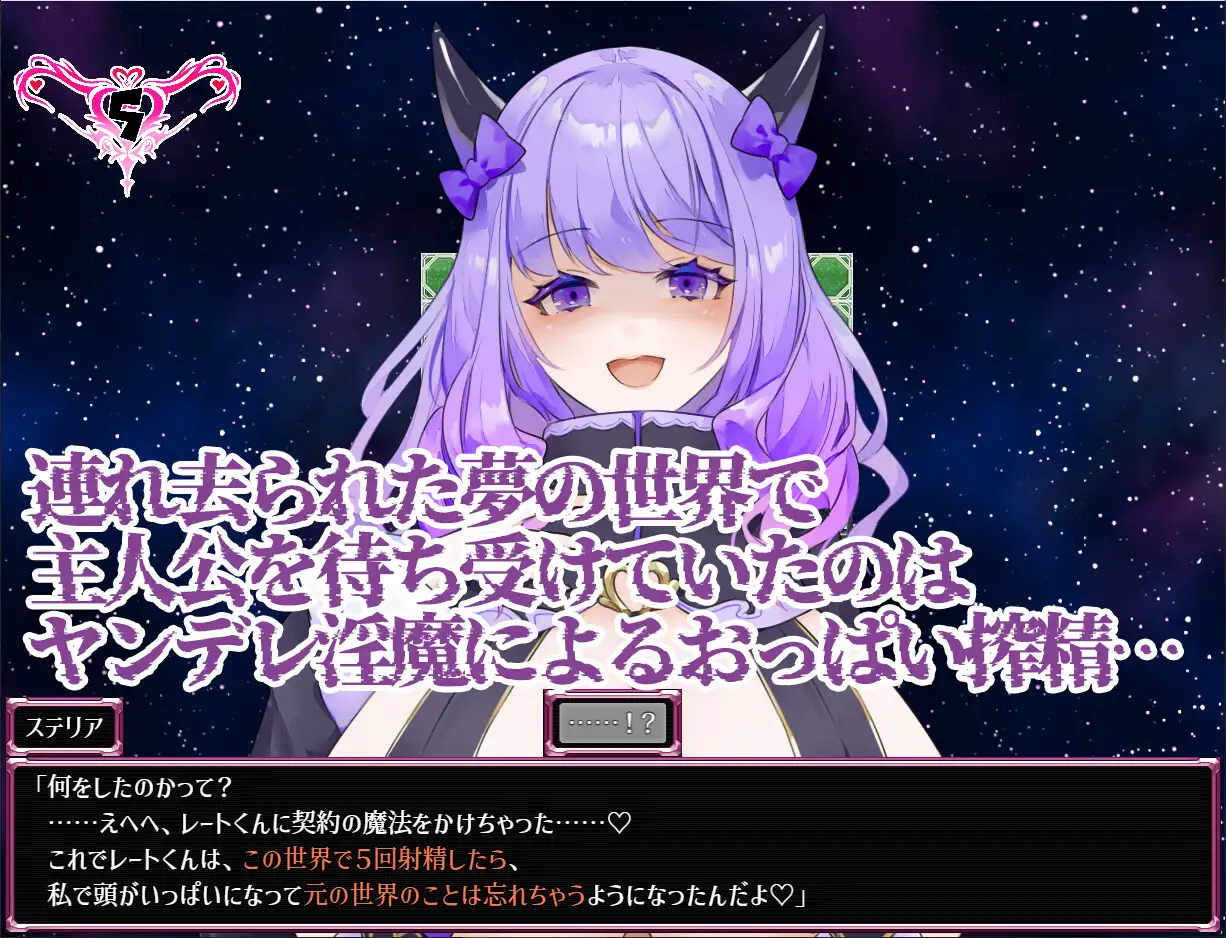 5
連れ去られた夢の世界で
主人公を待ち受けていたのは
ヤンデレ淫魔によるおっぱい搾精…
ステリア
……！？
「何をしたのかって？
……えへへ、レートくんに契約の魔法をかけちゃった……♡
これでレートくんは、この世界で５回射精したら、
私で頭がいっぱいになって元の世界のことは忘れちゃうようになったんだよ♡」